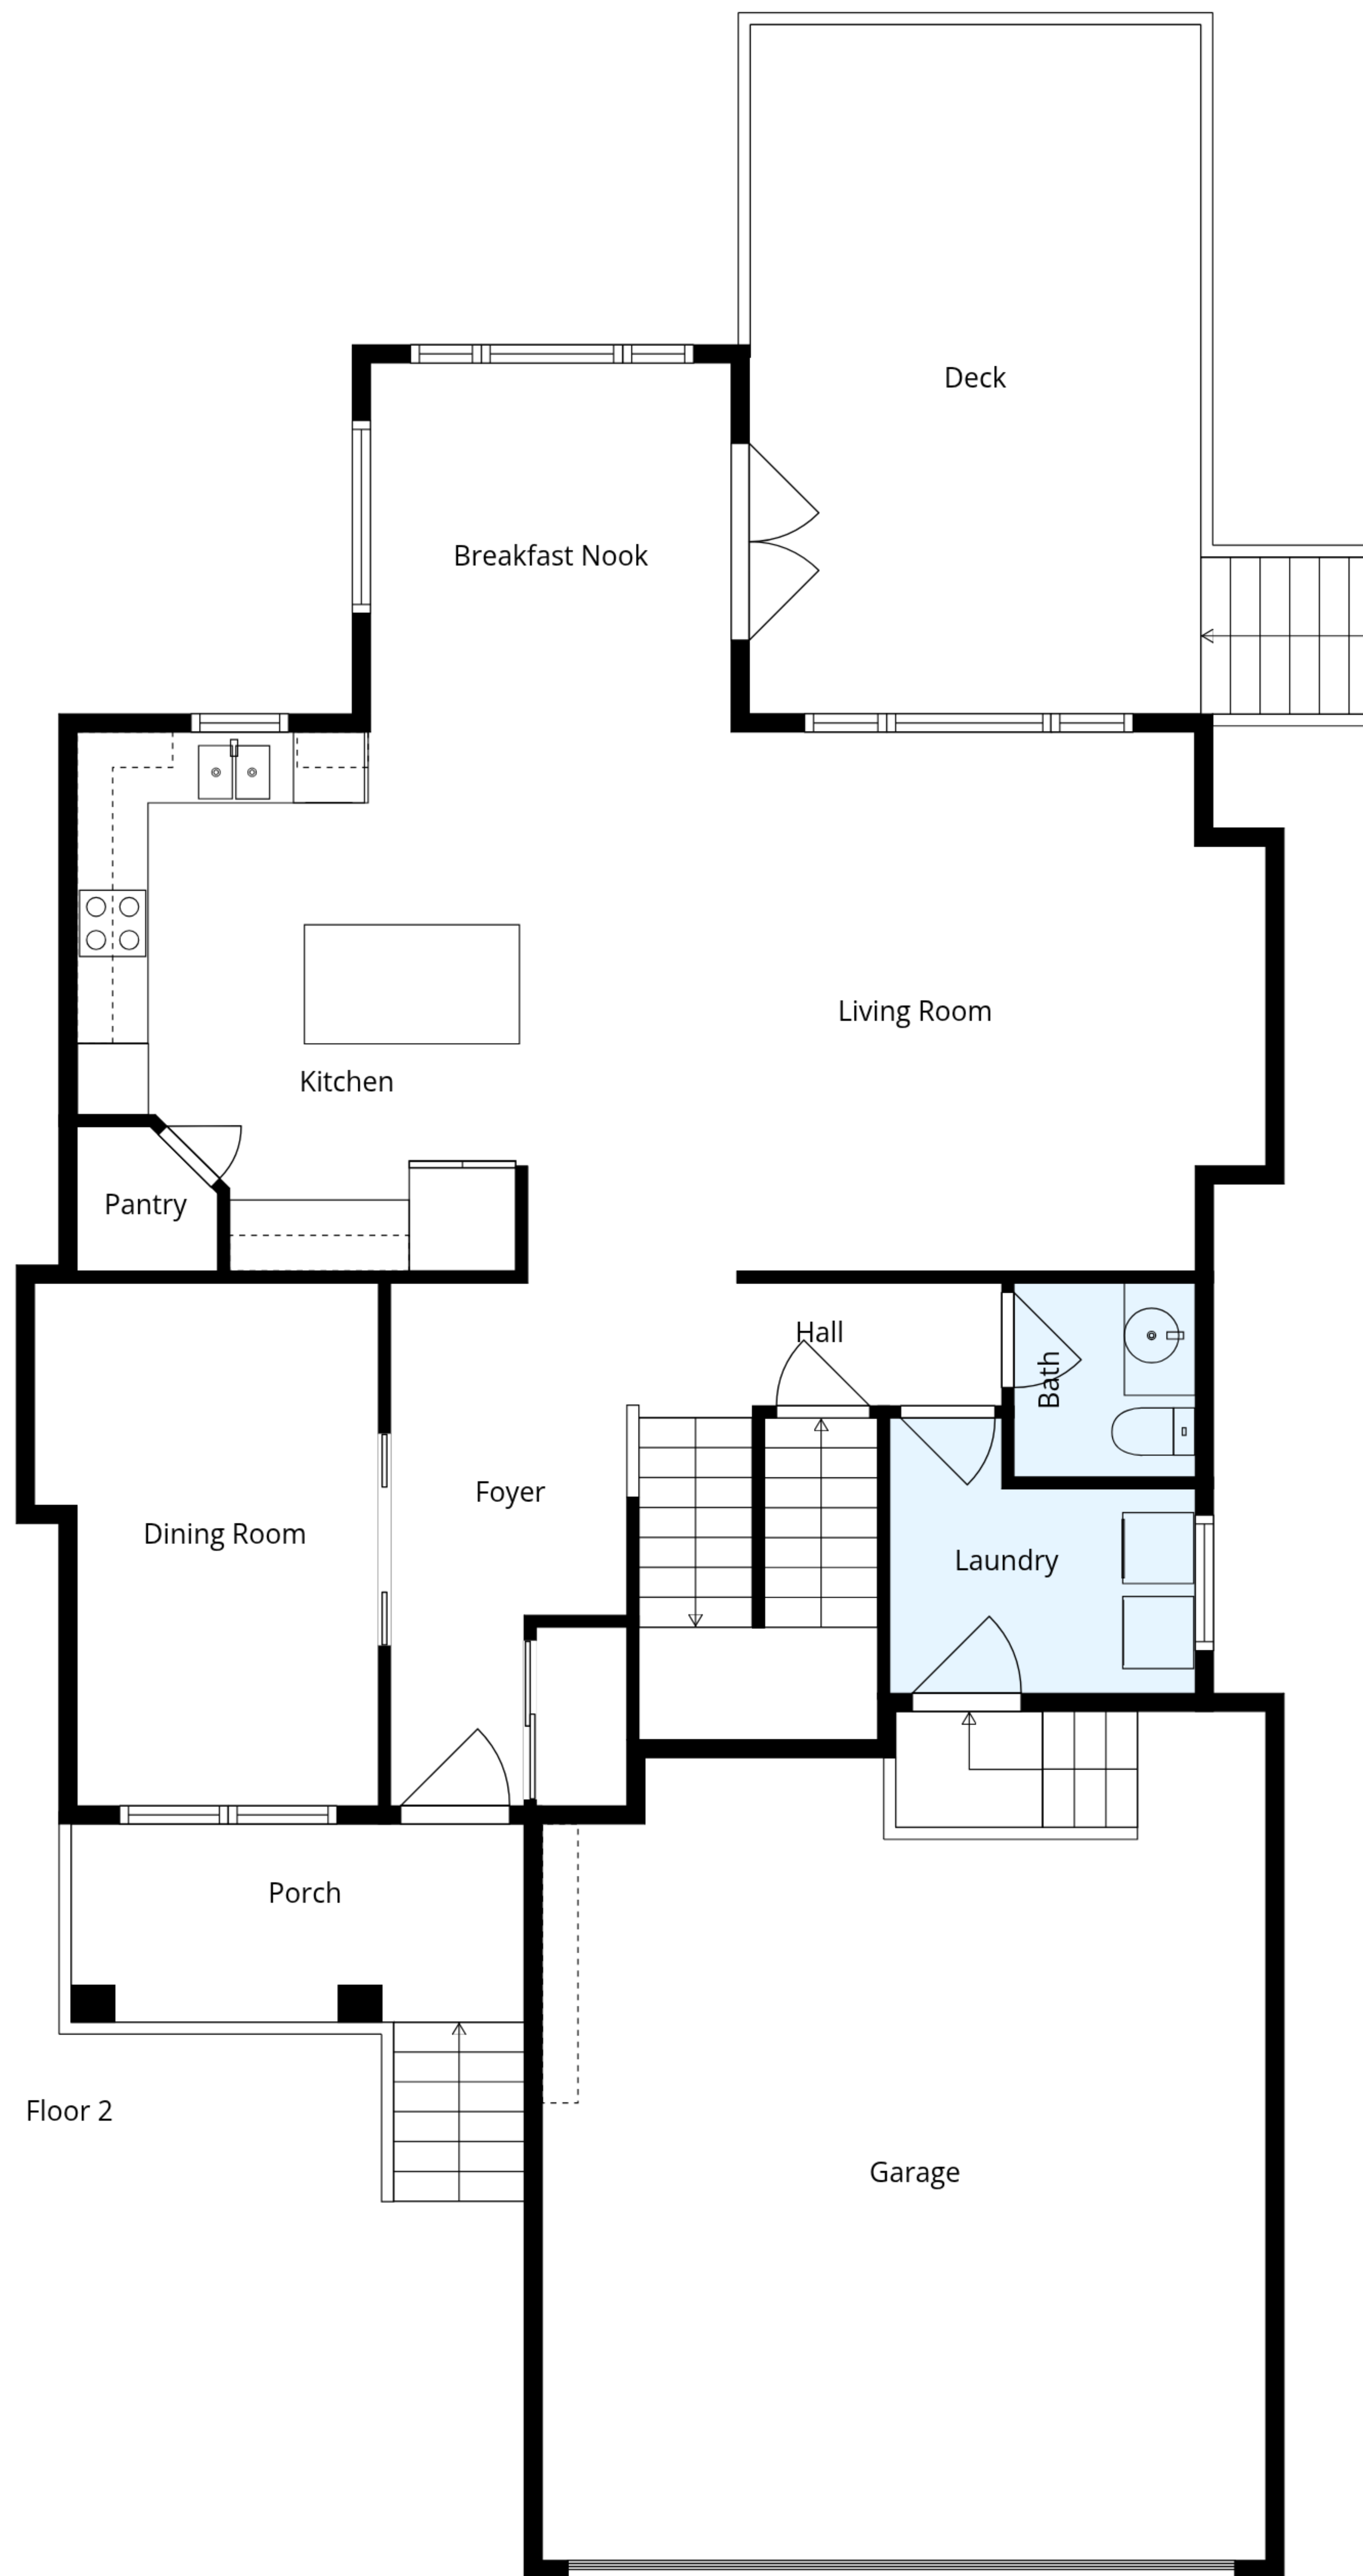 Deck
Breakfast Nook
Living Room
Kitchen
Pantry
Hall
Bath
Foyer
Dining Room
Laundry
Porch
Floor 2
Garage